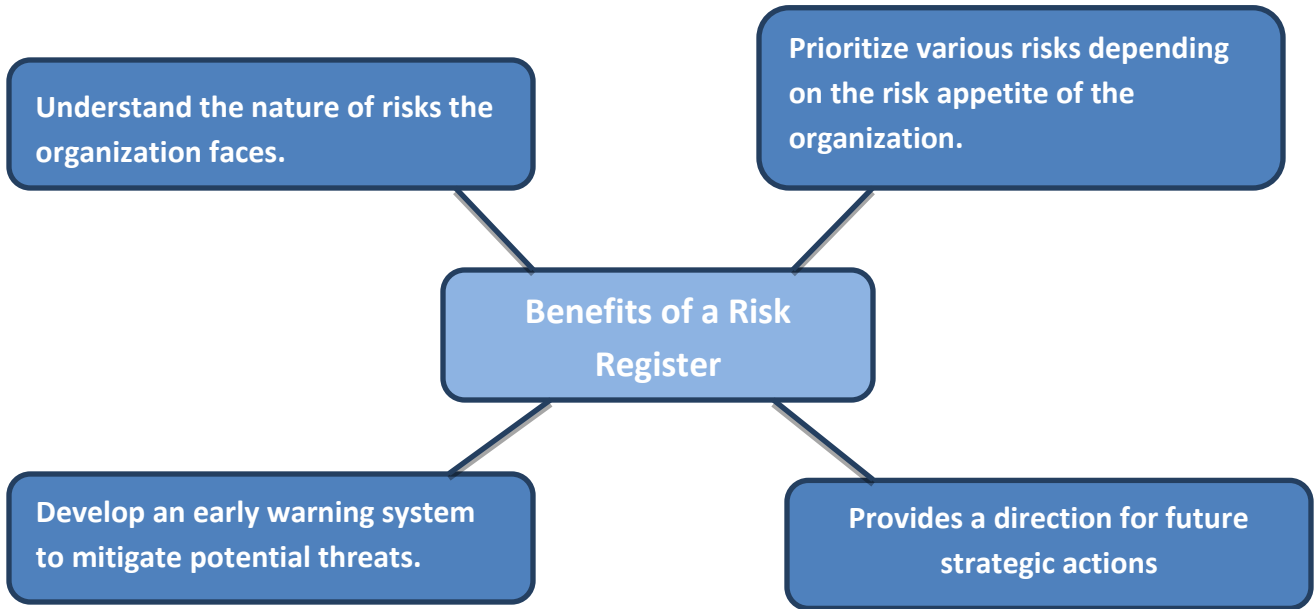 Understand the nature of risks the
organization faces.
Prioritize various risks depending
on the risk appetite of the
organization.
Benefits of a Risk
Register
Develop an early warning system
to mitigate potential threats.
Provides a direction for future
strategic actions